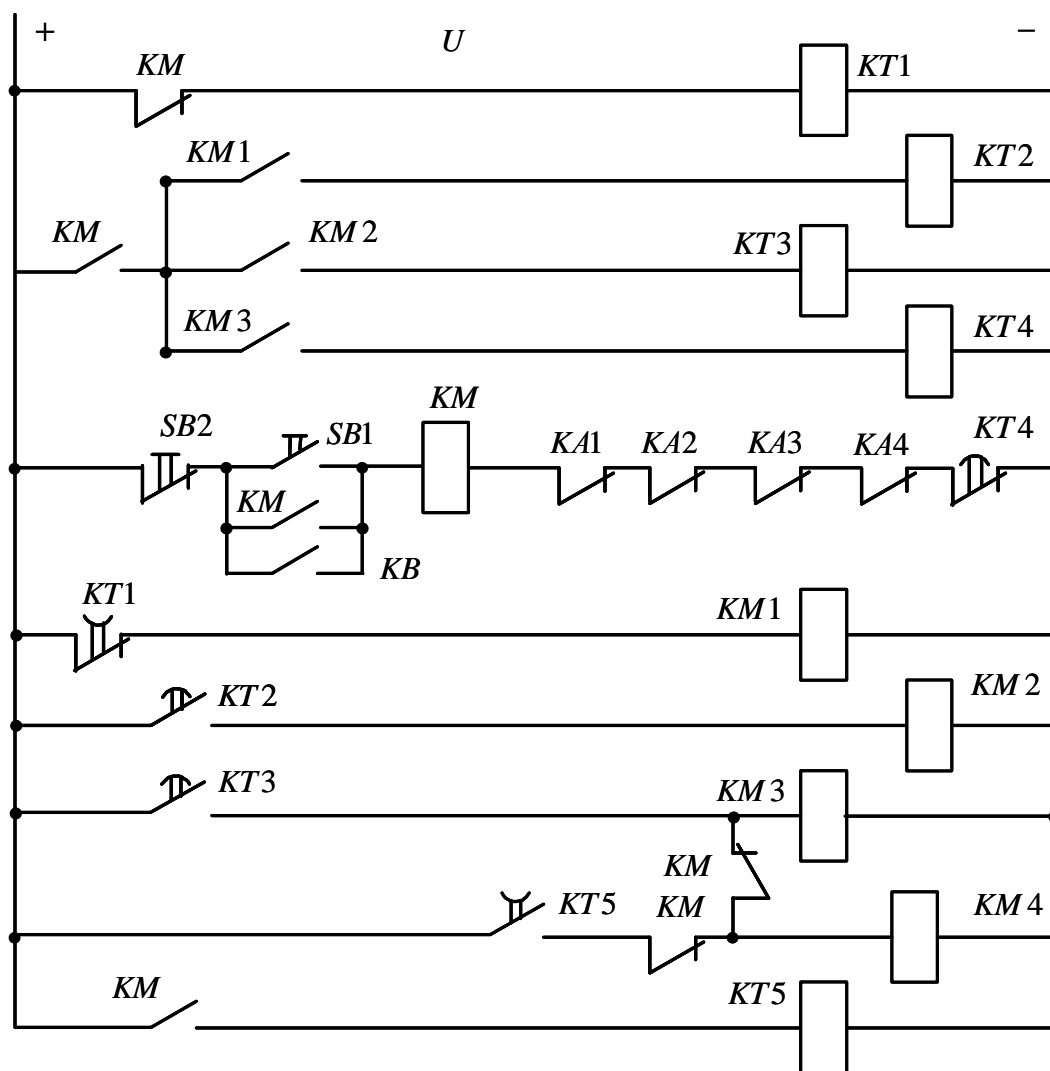 + U −
KM KT1
KM1 KT2
KM KM2 KT3
KM3 KT4
KM
SB2 SB1 KA1 KA2 KA3 KA4 KT4
KM
KB
KT1 KM1
KT2 KM2
KT3 KM3
KM
KT5 KM KM4
KM KT5